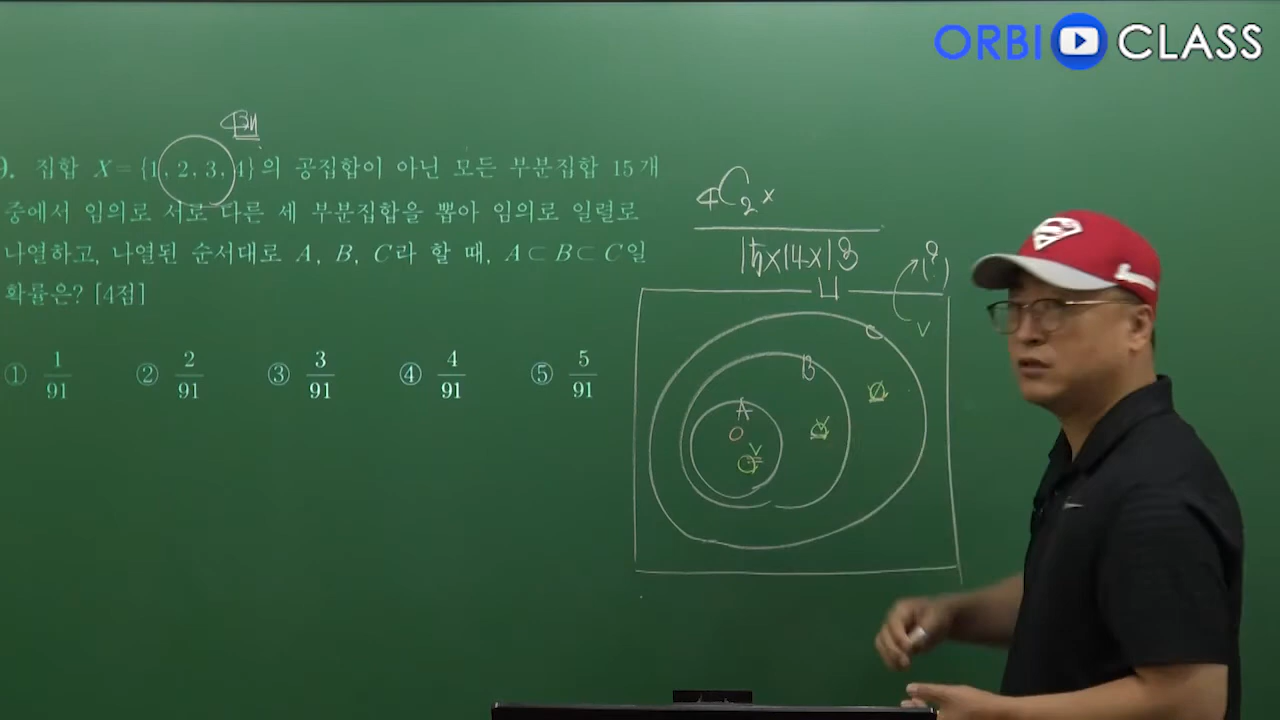 ORBI CLASS
9. 집합 X={1, 2, 3, 4}의 공집합이 아닌 모든 부분집합 15개
중에서 임의로 서로 다른 세 부분집합을 뽑아 임의로 일렬로
나열하고, 나열된 순서대로 A, B, C라 할 때, A⊂B⊂C일
확률은? [4점]
① 1/91 ② 2/91 ③ 3/91 ④ 4/91 ⑤ 5/91
₄C₂ ×
15×14×13
U
(?)
V
C
B
A